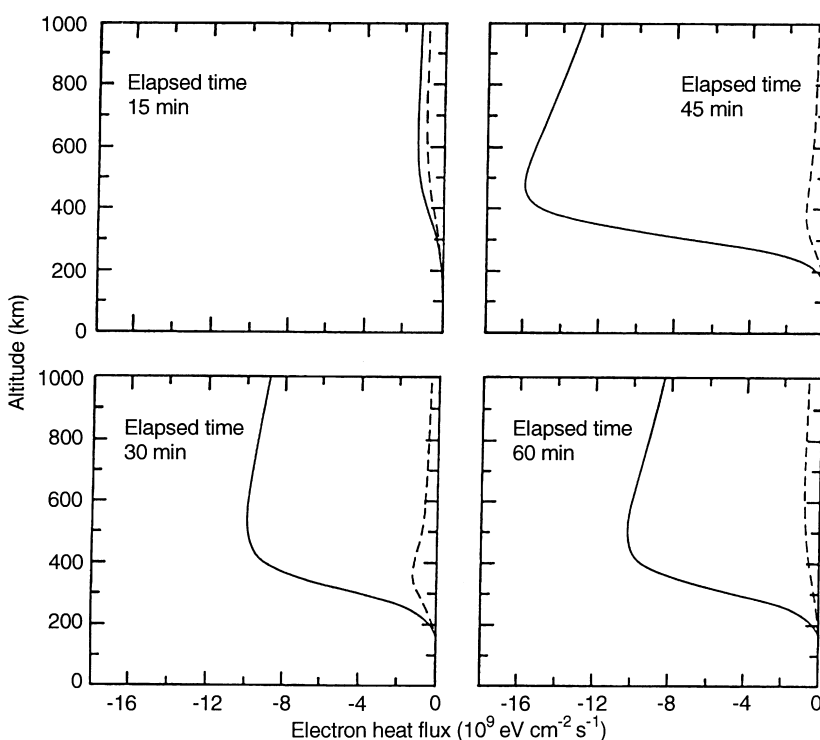 1000
800
600
400
200
0
Elapsed time
15 min
Elapsed time
45 min
Altitude (km)
1000
800
600
400
200
0
Elapsed time
30 min
Elapsed time
60 min
-16 -12 -8 -4 0 -16 -12 -8 -4 0
Electron heat flux (10⁹ eV cm⁻² s⁻¹)